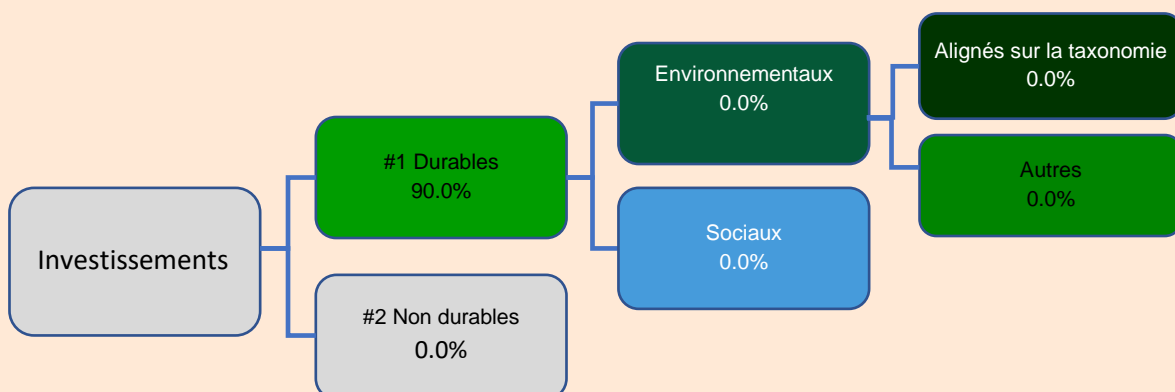 Investissements
#1 Durables
90.0%
#2 Non durables
0.0%
Environnementaux
0.0%
Sociaux
0.0%
Alignés sur la taxonomie
0.0%
Autres
0.0%